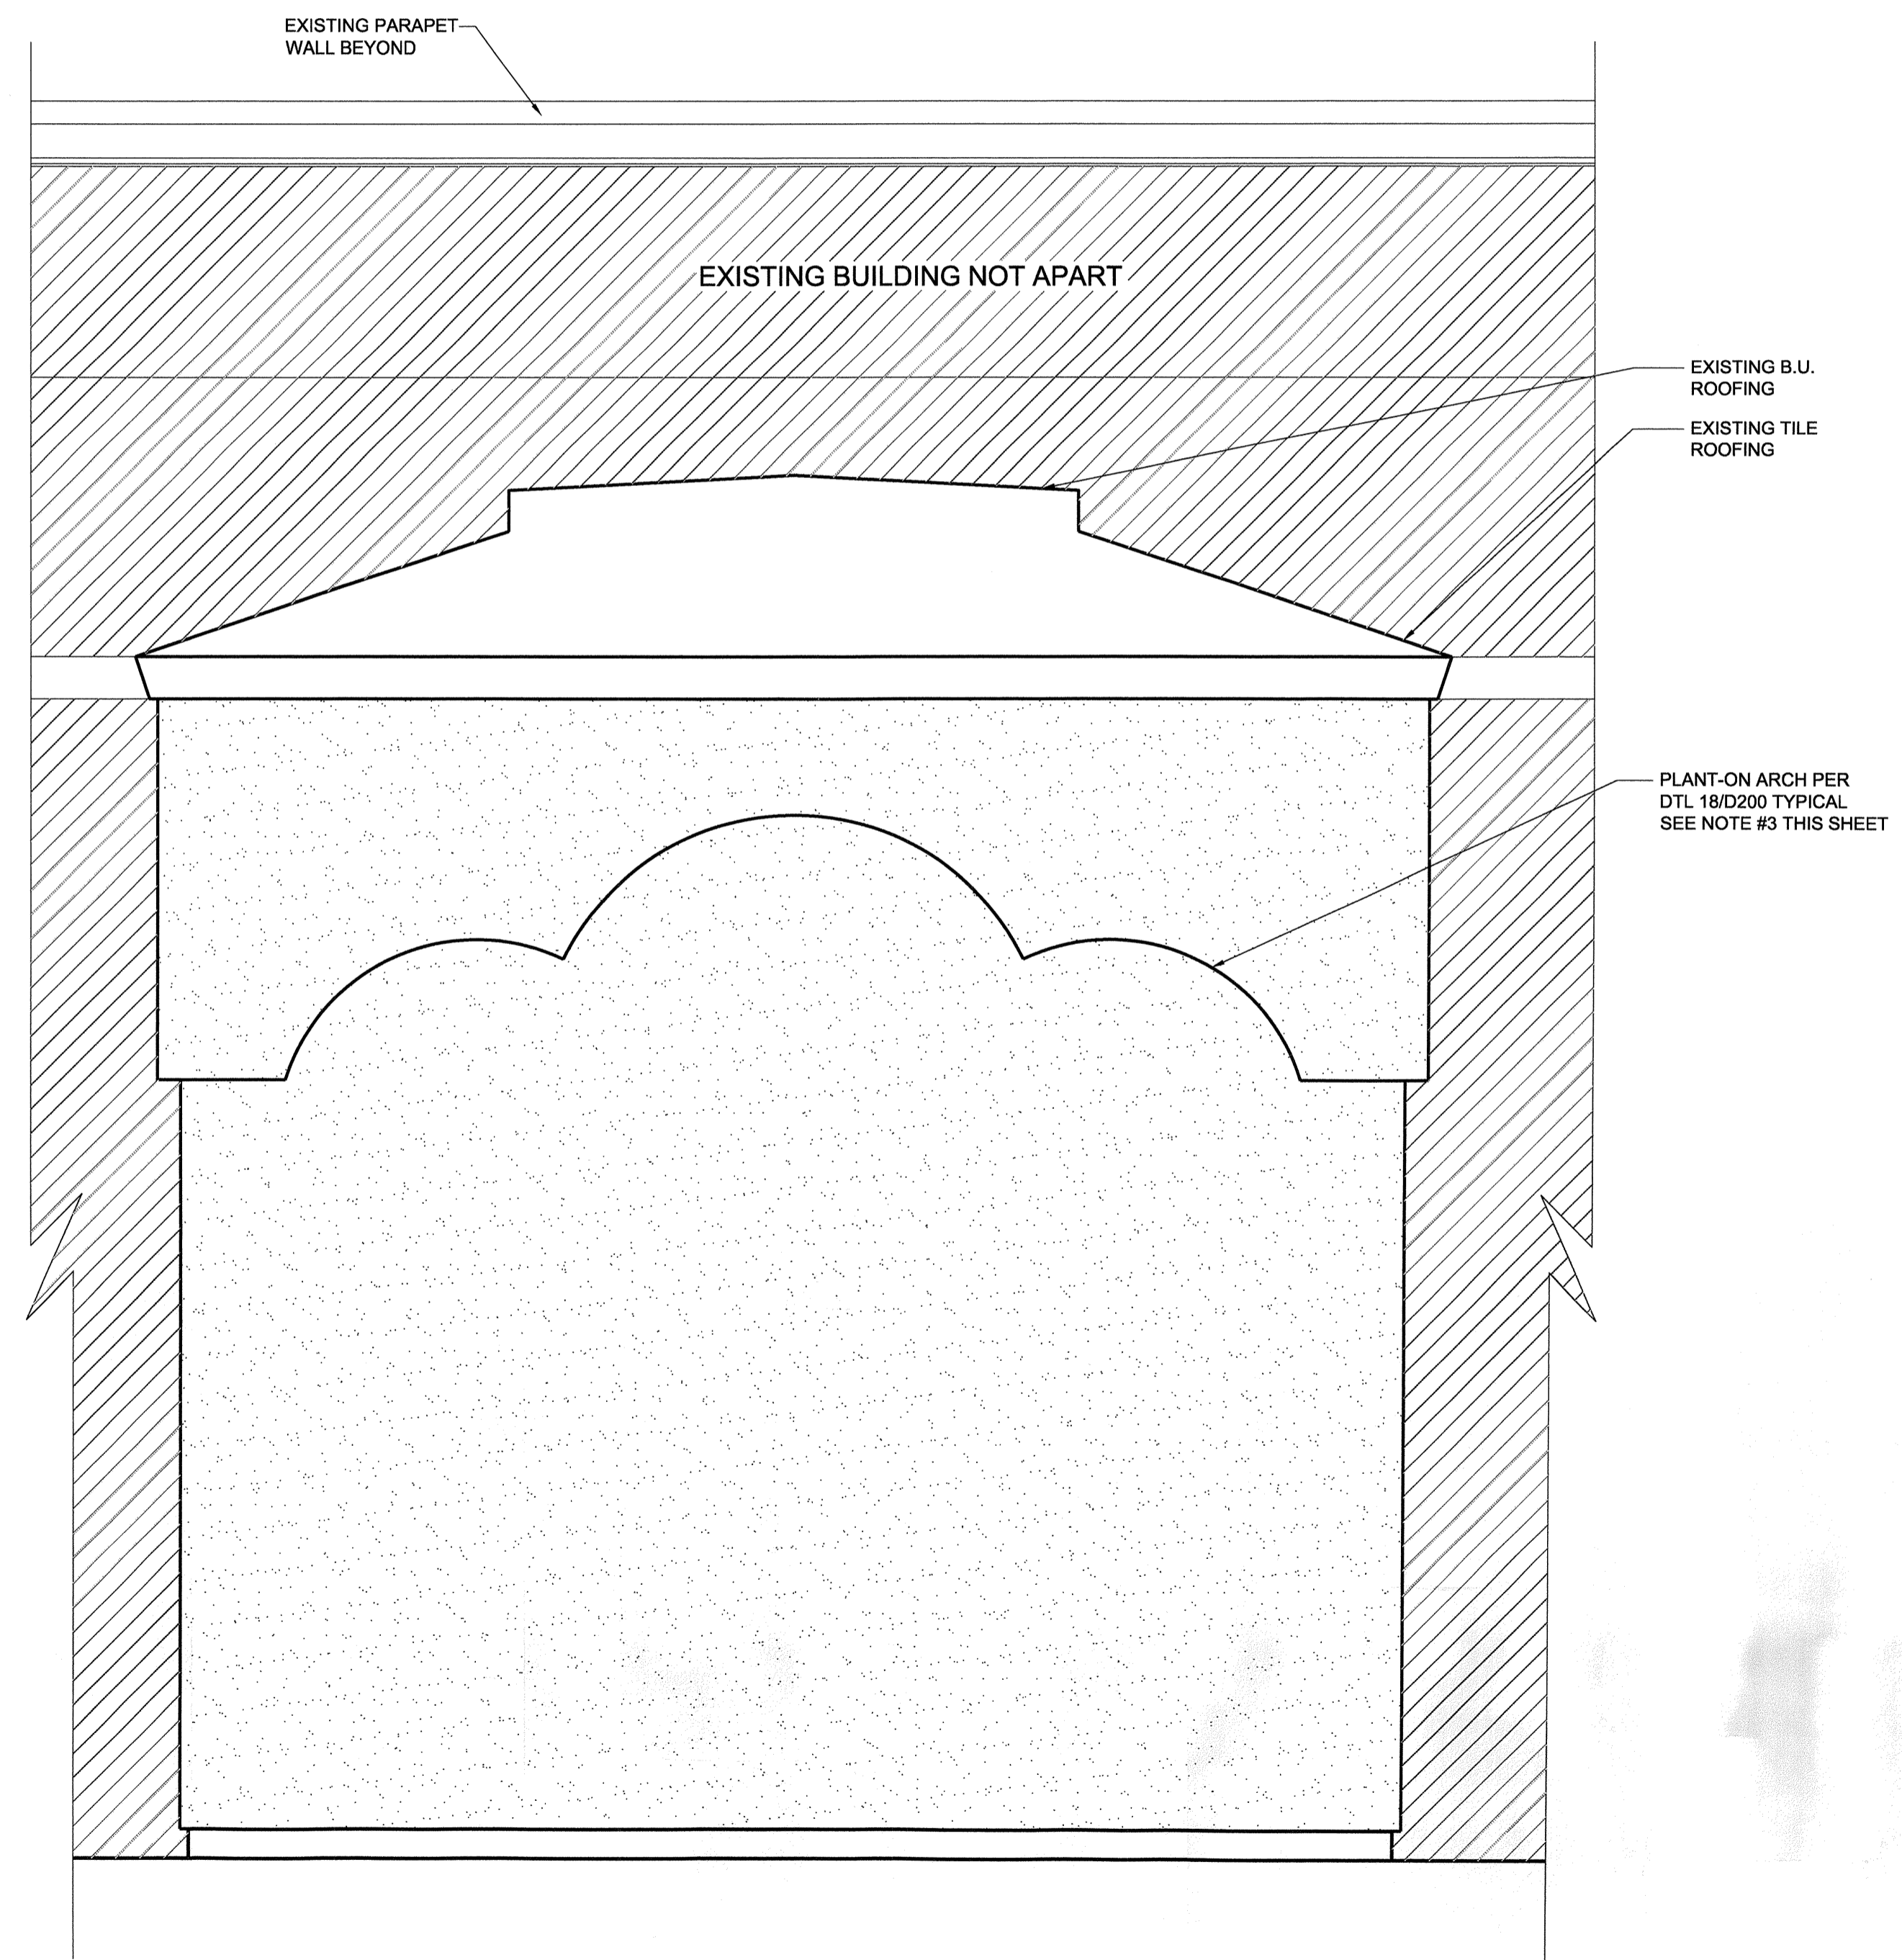 EXISTING PARAPET
WALL BEYOND
EXISTING BUILDING NOT APART
EXISTING B.U.
ROOFING
EXISTING TILE
ROOFING
PLANT-ON ARCH PER
DTL 18/D200 TYPICAL
SEE NOTE #3 THIS SHEET